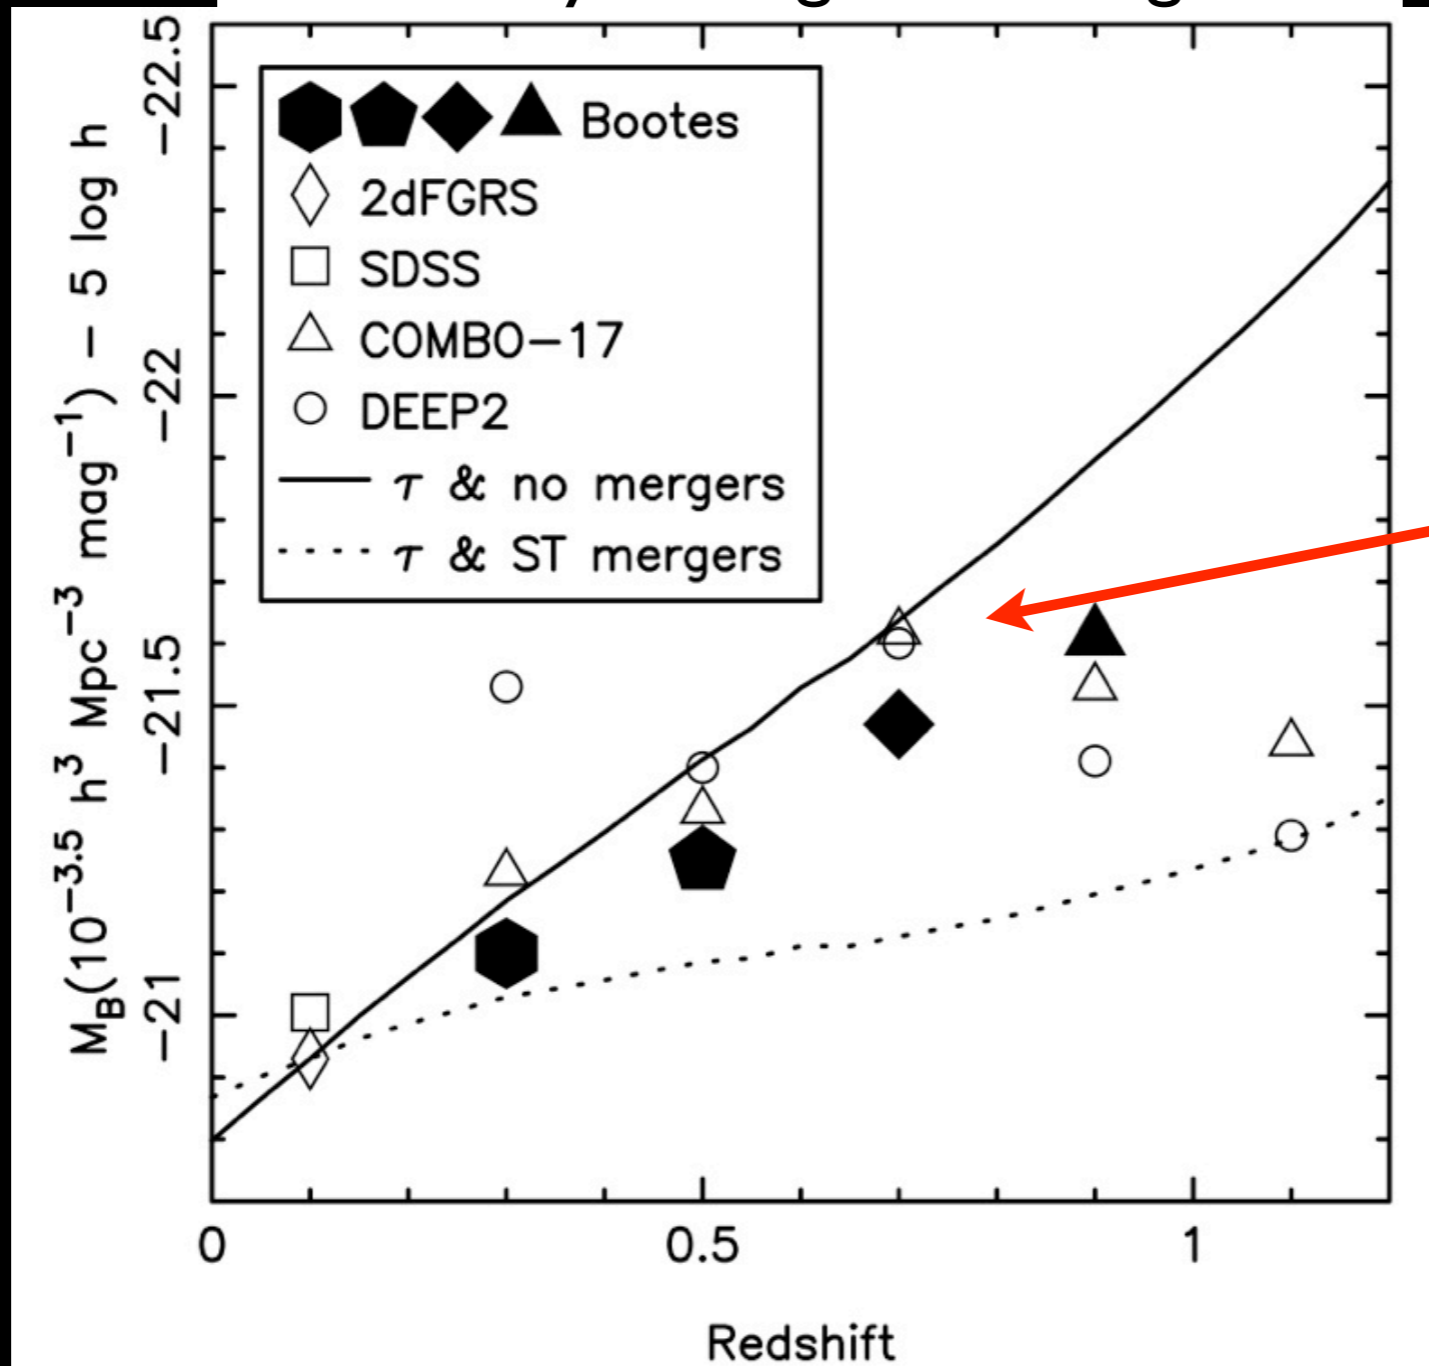 Bootes
2dFGRS
SDSS
COMBO-17
DEEP2
τ & no mergers
τ & ST mergers
M_B(10^−3.5 h^3 Mpc^−3 mag^−1) − 5 log h
−22.5
−22
−21.5
−21
0 0.5 1
Redshift